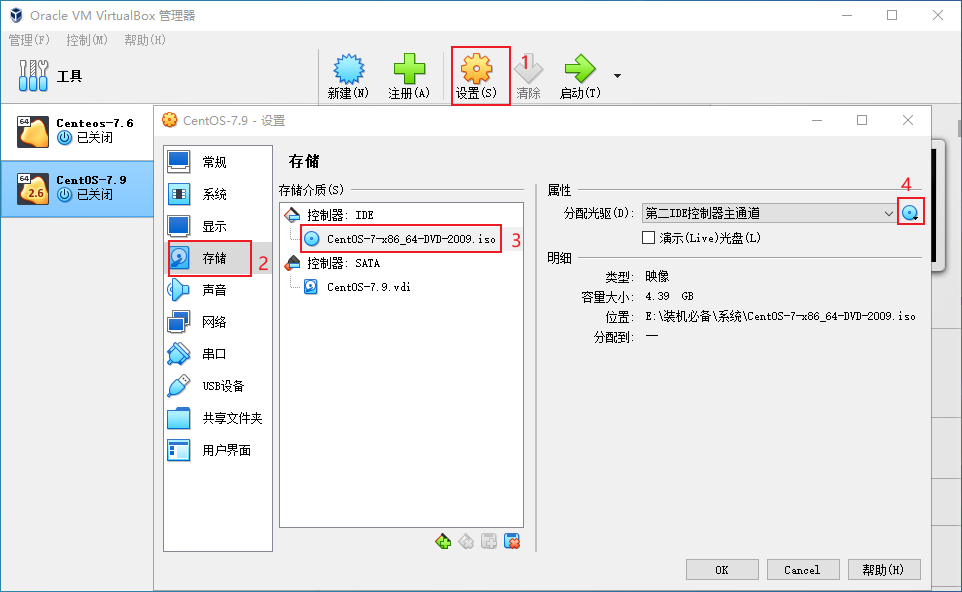 Oracle VM VirtualBox 管理器
管理(F) 控制(M) 帮助(H)
工具
新建(N) 注册(A) 设置(S) 1 清除 启动(T)
64 Centeos-7.6
已关闭
64 2.6 CentOS-7.9
已关闭
CentOS-7.9 - 设置
常规
系统
显示
存储 2
声音
网络
串口
USB设备
共享文件夹
用户界面
存储
存储介质(S)
控制器: IDE
CentOS-7-x86_64-DVD-2009.iso 3
控制器: SATA
CentOS-7.9.vdi
属性
4
分配光驱(D): 第二IDE控制器主通道
演示(Live)光盘(L)
明细
类型: 映像
容量大小: 4.39 GB
位置: E:\装机必备\系统\CentOS-7-x86_64-DVD-2009.iso
分配到: —
OK Cancel 帮助(H)